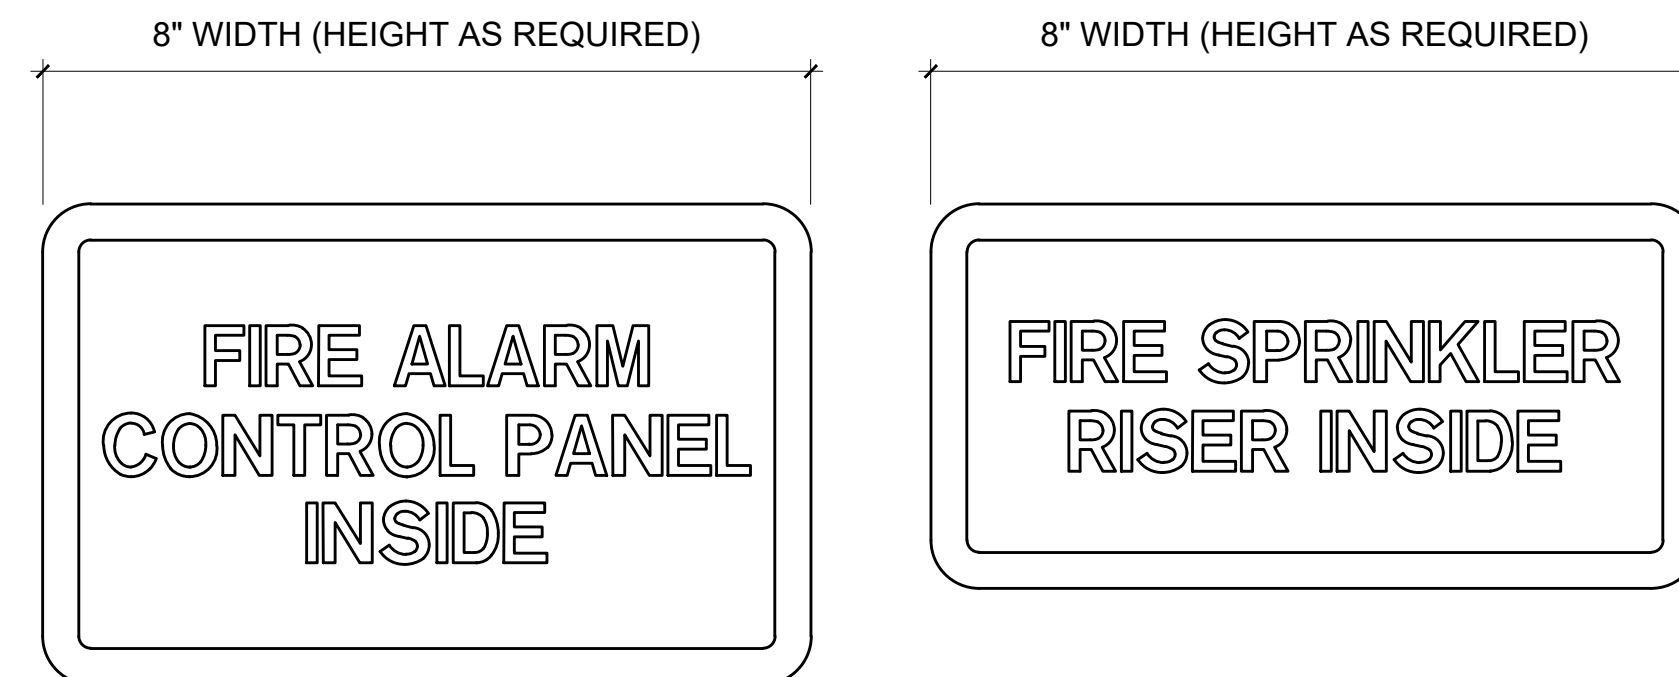 8" WIDTH (HEIGHT AS REQUIRED)
FIRE ALARM
CONTROL PANEL
INSIDE
8" WIDTH (HEIGHT AS REQUIRED)
FIRE SPRINKLER
RISER INSIDE